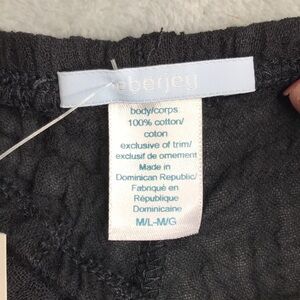 eberjey
body/corps
100% cotton/
coton
exclusive of trim/
exclusif de ornement
Made in
Dominican Republic/
Fabriqué en
République
Dominicaine
M/L-M/G